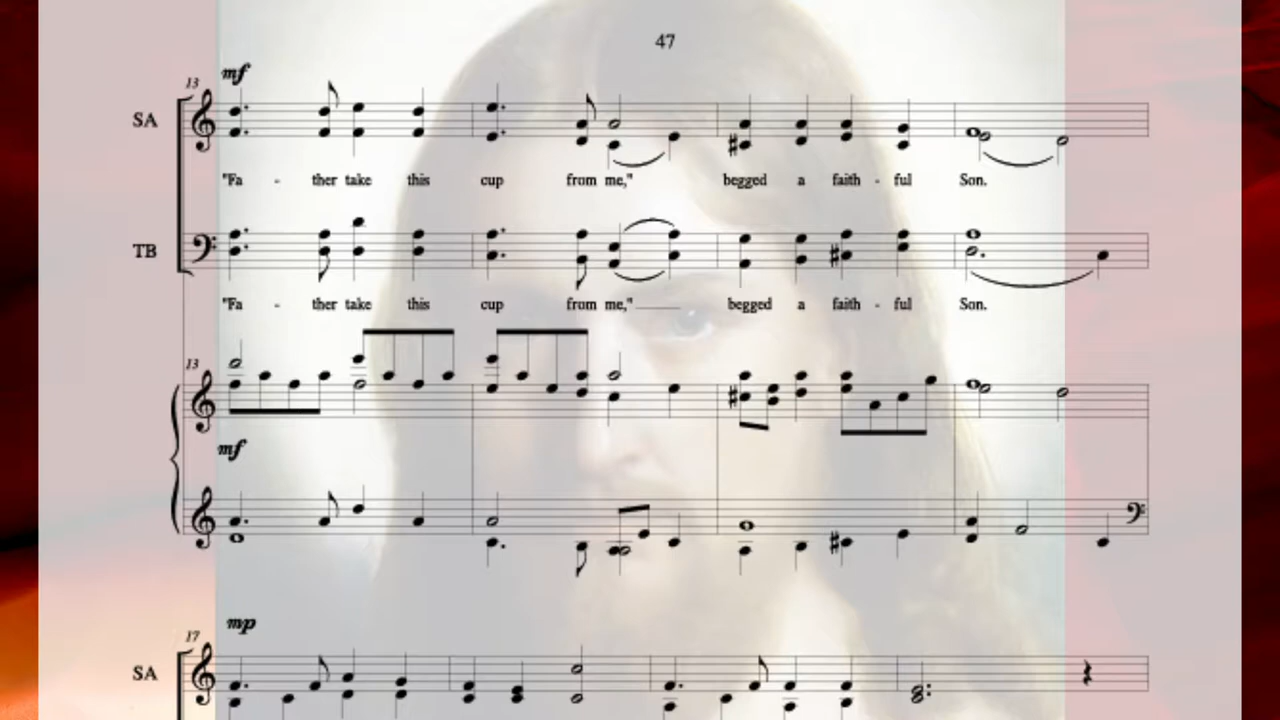 47
mf
13
SA
"Fa - ther take this cup from me," begged a faith - ful Son.
TB
"Fa - ther take this cup from me," begged a faith - ful Son.
13
mf
mp
17
SA